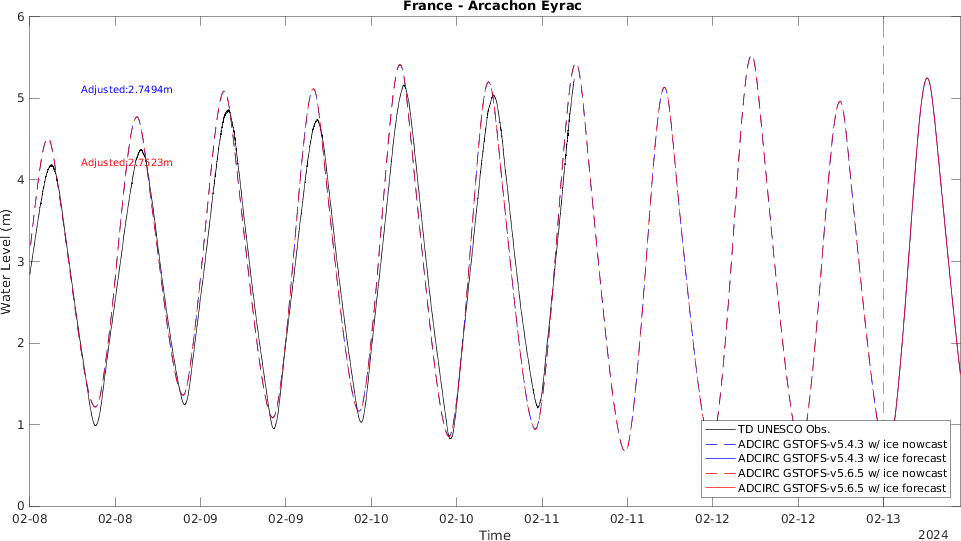 France - Arcachon Eyrac
6
5
4
3
2
1
0
Water Level (m)
Adjusted:2.7494m
Adjusted:2.7523m
TD UNESCO Obs.
ADCIRC GSTOFS-v5.4.3 w/ ice nowcast
ADCIRC GSTOFS-v5.4.3 w/ ice forecast
ADCIRC GSTOFS-v5.6.5 w/ ice nowcast
ADCIRC GSTOFS-v5.6.5 w/ ice forecast
02-08 02-08 02-09 02-09 02-10 02-10 02-11 02-11 02-12 02-12 02-13
Time
2024